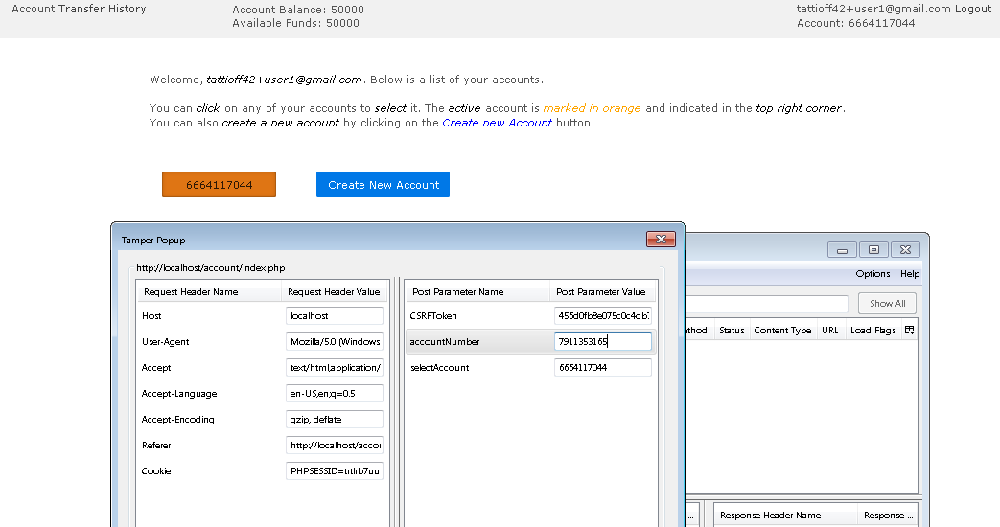 Account Transfer History
Account Balance: 50000
Available Funds: 50000
tattioff42+user1@gmail.com Logout
Account: 6664117044
Welcome, tattioff42+user1@gmail.com. Below is a list of your accounts.
You can click on any of your accounts to select it. The active account is marked in orange and indicated in the top right corner.
You can also create a new account by clicking on the Create new Account button.
6664117044
Create New Account
Tamper Popup
http://localhost/account/index.php
Request Header Name Request Header Value
Host localhost
User-Agent Mozilla/5.0 (Windows
Accept text/html,application/
Accept-Language en-US,en;q=0.5
Accept-Encoding gzip, deflate
Referer http://localhost/accou
Cookie
Post Parameter Name Post Parameter Value
CSRFToken
accountNumber 7911353165
selectAccount 6664117044
Options Help
Show All
ethod Status Content Type URL Load Flags
Response Header Name Response ...